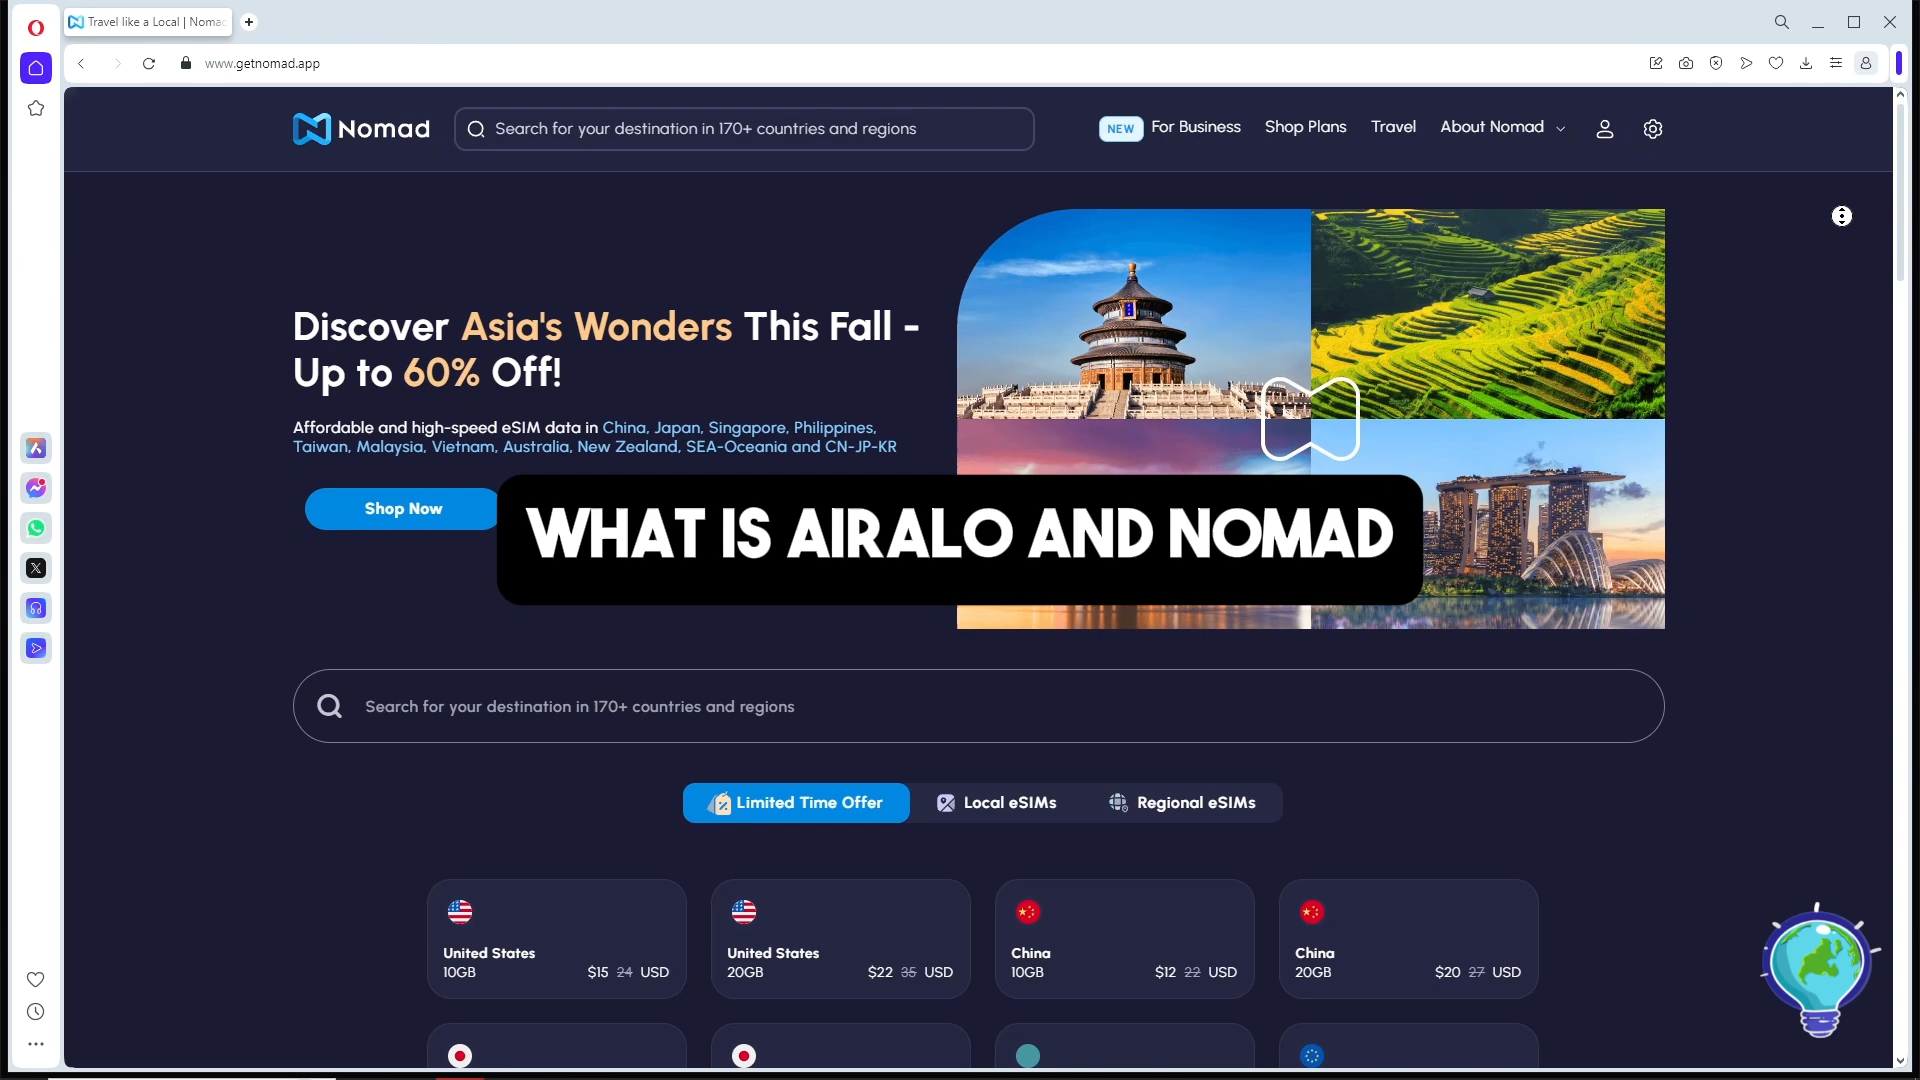 Travel like a Local | Noma
www.getnomad.app
Nomad
Search for your destination in 170+ countries and regions
NEW
For Business
Shop Plans
Travel
About Nomad
Discover Asia's Wonders This Fall -
Up to 60% Off!
Affordable and high-speed eSIM data in China, Japan, Singapore, Philippines,
Taiwan, Malaysia, Vietnam, Australia, New Zealand, SEA-Oceania and CN-JP-KR
Shop Now
WHAT IS AIRALO AND NOMAD
Search for your destination in 170+ countries and regions
Limited Time Offer
Local eSIMs
Regional eSIMs
United States
10GB
$15 24 USD
United States
20GB
$22 35 USD
China
10GB
$12 22 USD
China
20GB
$20 27 USD